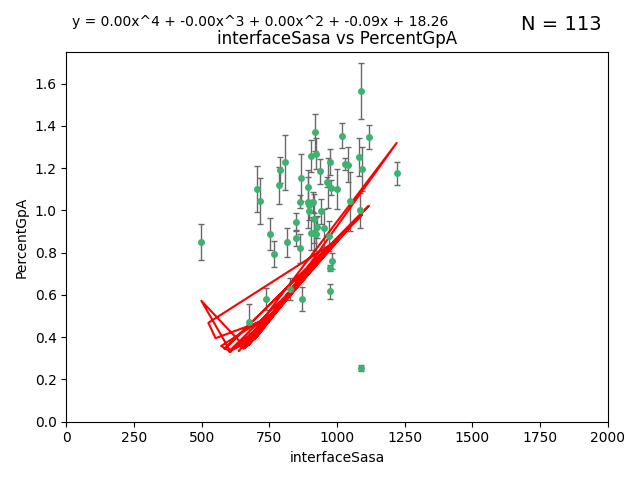 y = 0.00x^4 + -0.00x^3 + 0.00x^2 + -0.09x + 18.26
N = 113
interfaceSasa vs PercentGpA
PercentGpA
1.6
1.4
1.2
1.0
0.8
0.6
0.4
0.2
0.0
0 250 500 750 1000 1250 1500 1750 2000
interfaceSasa